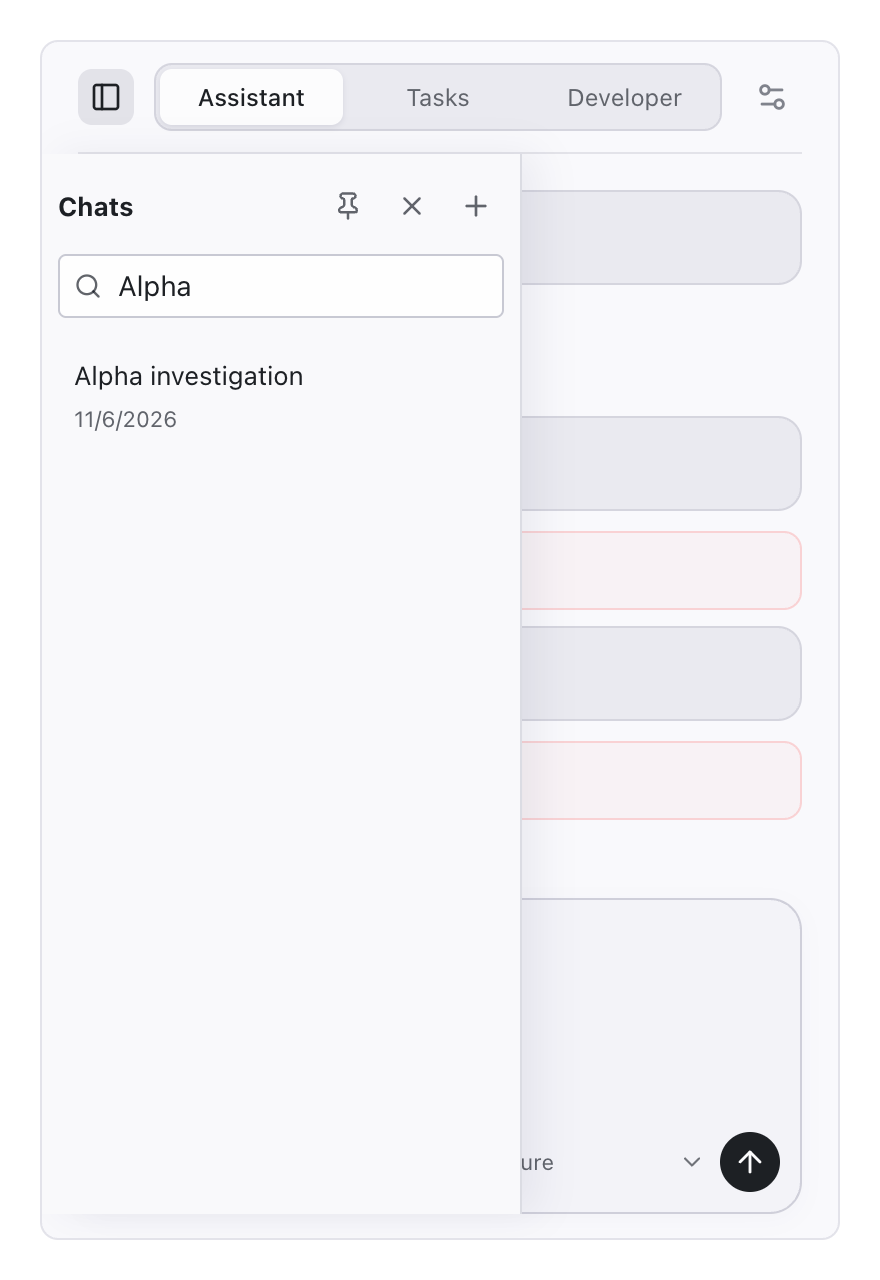 Assistant
Tasks
Developer
Chats
Alpha
Alpha investigation
11/6/2026
ure